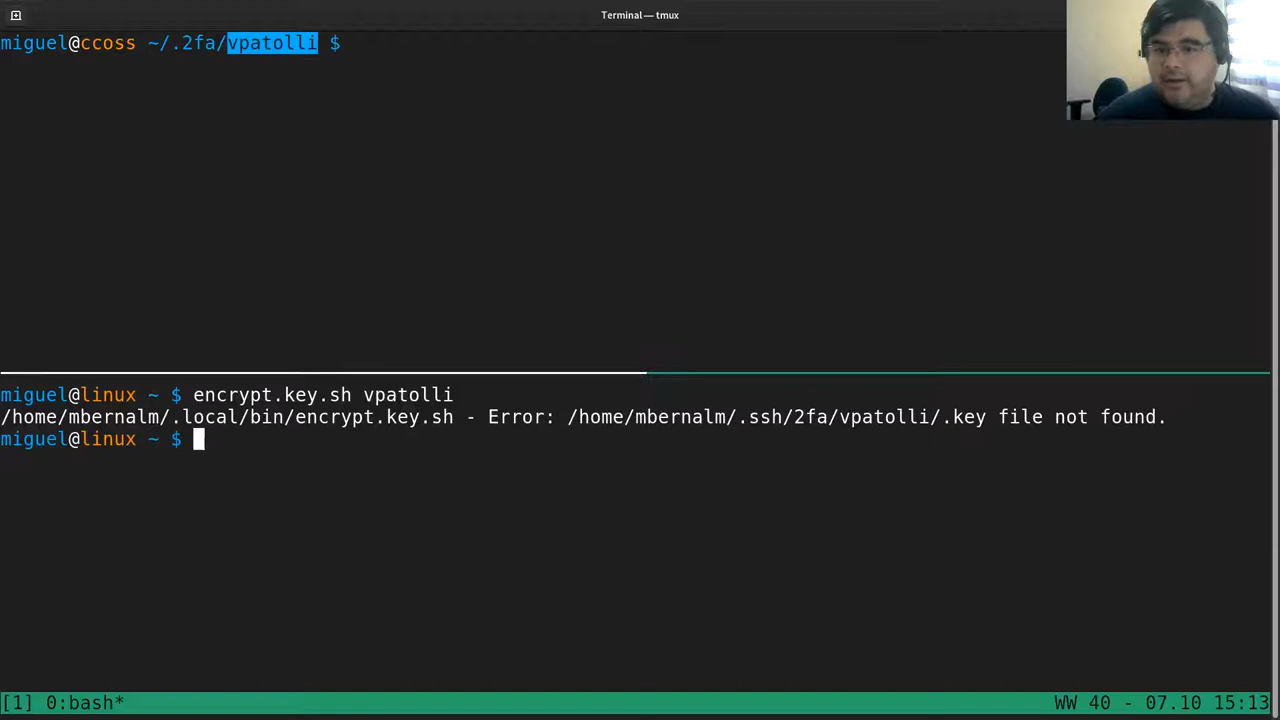 Terminal — tmux
miguel@ccoss ~/.2fa/vpatolli $
miguel@linux ~ $ encrypt.key.sh vpatolli
/home/mbernalm/.local/bin/encrypt.key.sh - Error: /home/mbernalm/.ssh/2fa/vpatolli/.key file not found.
miguel@linux ~ $
[1] 0:bash* WW 40 - 07.10 15:13